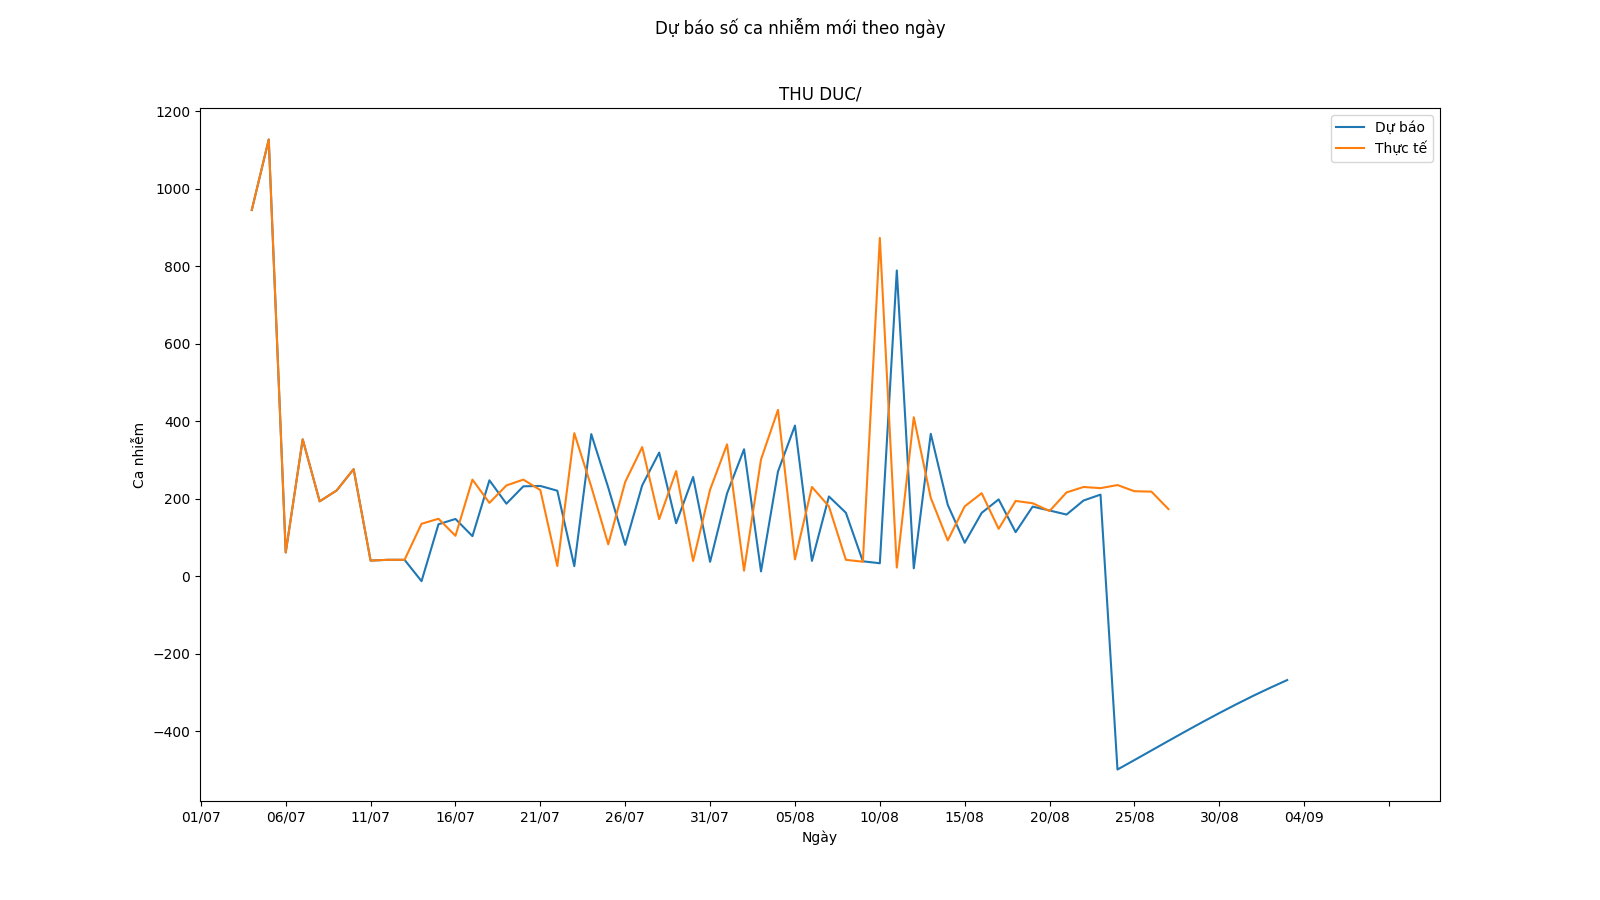 Dự báo số ca nhiễm mới theo ngày
THU DUC/
Dự báo
Thực tế
Ca nhiễm
1200
1000
800
600
400
200
0
−200
−400
01/07 06/07 11/07 16/07 21/07 26/07 31/07 05/08 10/08 15/08 20/08 25/08 30/08 04/09
Ngày